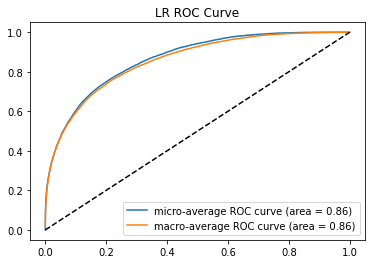 LR ROC Curve
1.0
0.8
0.6
0.4
0.2
0.0
0.0 0.2 0.4 0.6 0.8 1.0
micro-average ROC curve (area = 0.86)
macro-average ROC curve (area = 0.86)